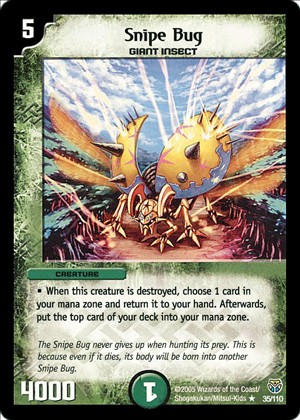 5
Snipe Bug
GIANT INSECT
CREATURE
▪ When this creature is destroyed, choose 1 card in
your mana zone and return it to your hand. Afterwards,
put the top card of your deck into your mana zone.
The Snipe Bug never gives up when hunting its prey. This is
because even if it dies, its body will be born into another
Snipe Bug.
4000
1
©2005 Wizards of the Coast/
Shogakukan/Mitsui-Kids ★ 35/110